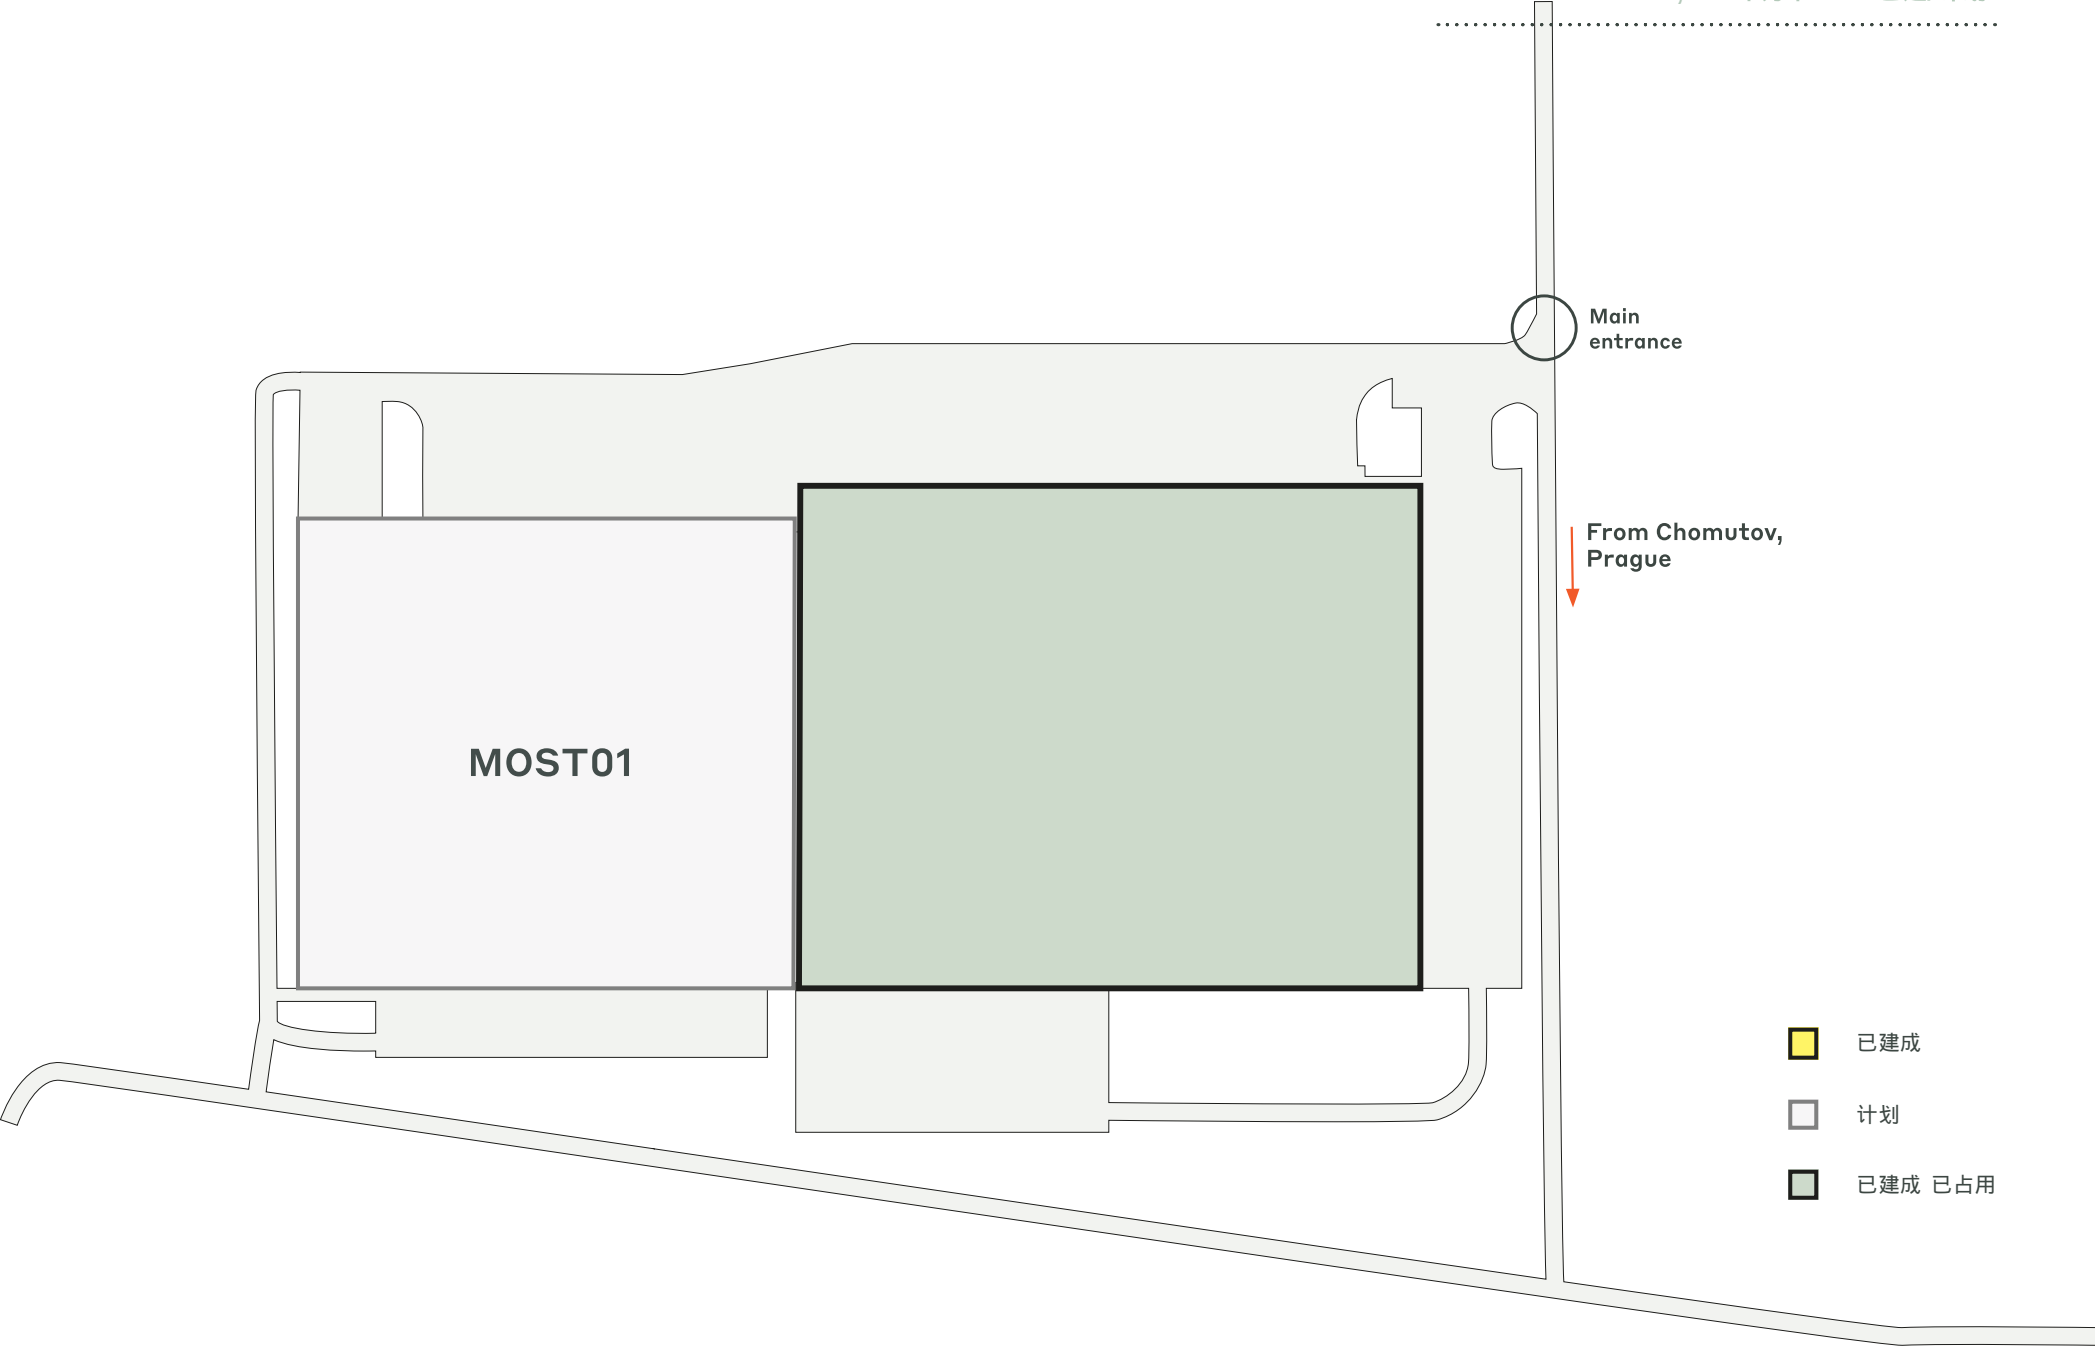 Main
entrance
From Chomutov,
Prague
MOST01
已建成
计划
已建成 已占用